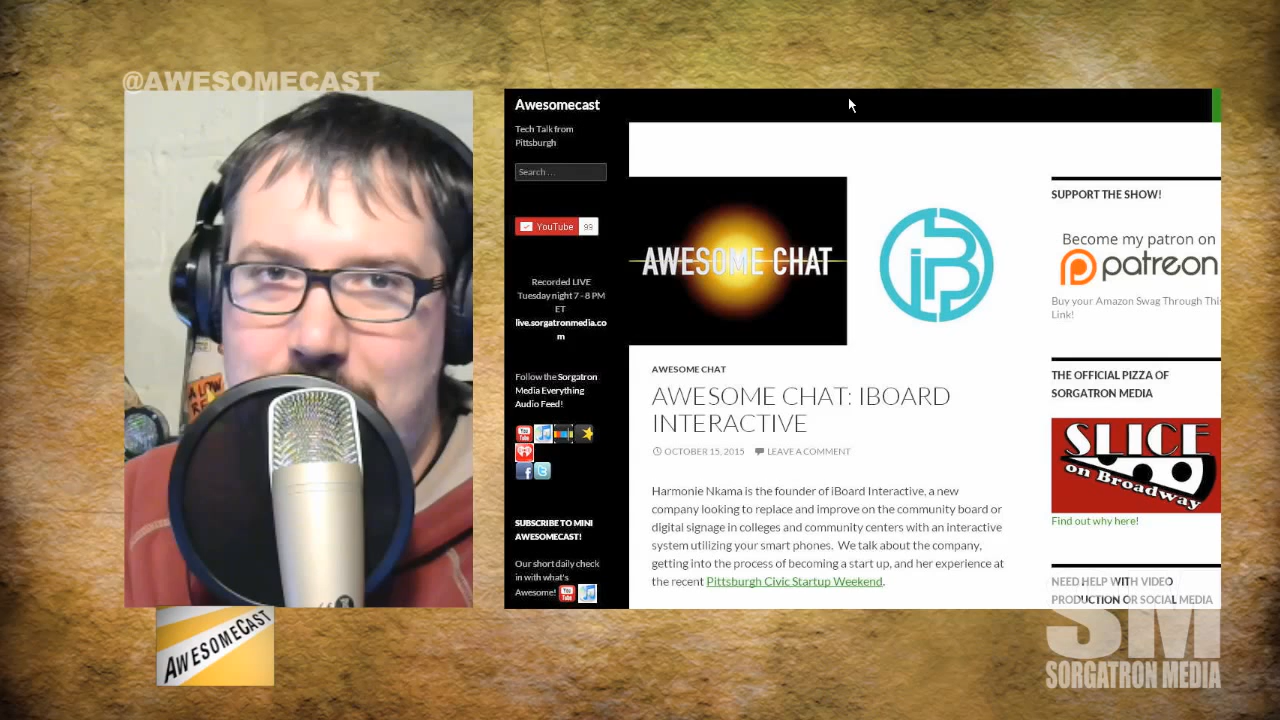 @AWESOMECAST
Awesomecast
Tech Talk from
Pittsburgh
Search ...
YouTube 99
Recorded LIVE
Tuesday night 7 - 8 PM
ET
live.sorgatronmedia.co
m
Follow the Sorgatron
Media Everything
Audio Feed!
You
Tube
SUBSCRIBE TO MINI
AWESOMECAST!
Our short daily check
in with what's
Awesome!
You
Tube
AWESOME CHAT
iB
AWESOME CHAT
AWESOME CHAT: IBOARD
INTERACTIVE
OCTOBER 15, 2015 LEAVE A COMMENT
Harmonie Nkama is the founder of iBoard Interactive, a new
company looking to replace and improve on the community board or
digital signage in colleges and community centers with an interactive
system utilizing your smart phones. We talk about the company,
getting into the process of becoming a start up, and her experience at
the recent Pittsburgh Civic Startup Weekend.
SUPPORT THE SHOW!
Become my patron on
patreon
Buy your Amazon Swag Through This
Link!
THE OFFICIAL PIZZA OF
SORGATRON MEDIA
SLICE
on Broadway
Find out why here!
NEED HELP WITH VIDEO
PRODUCTION OR SOCIAL MEDIA
AWESOMECAST
SM
SORGATRON MEDIA